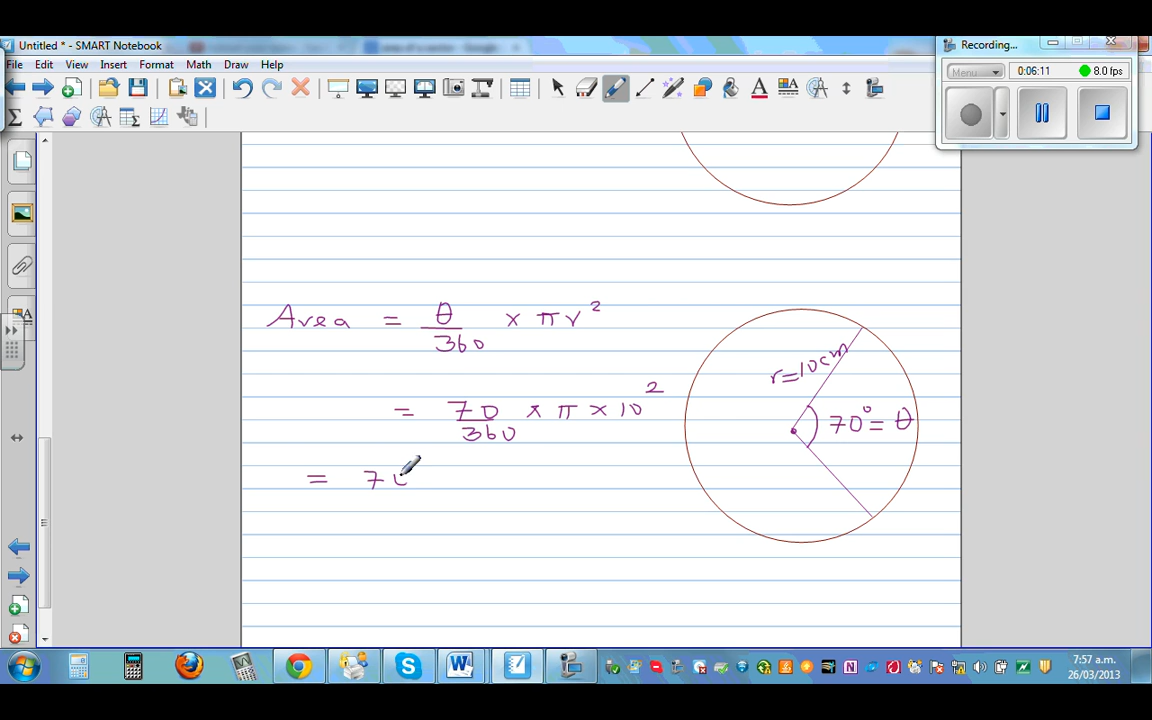 Untitled * - SMART Notebook
Recording...
File Edit View Insert Format Math Draw Help
Menu
0:06:11
8.0 fps
Area = θ/360 × πr²
r=10cm
= 70/360 × π × 10²
70° = θ
= 70
7:57 a.m.
26/03/2013